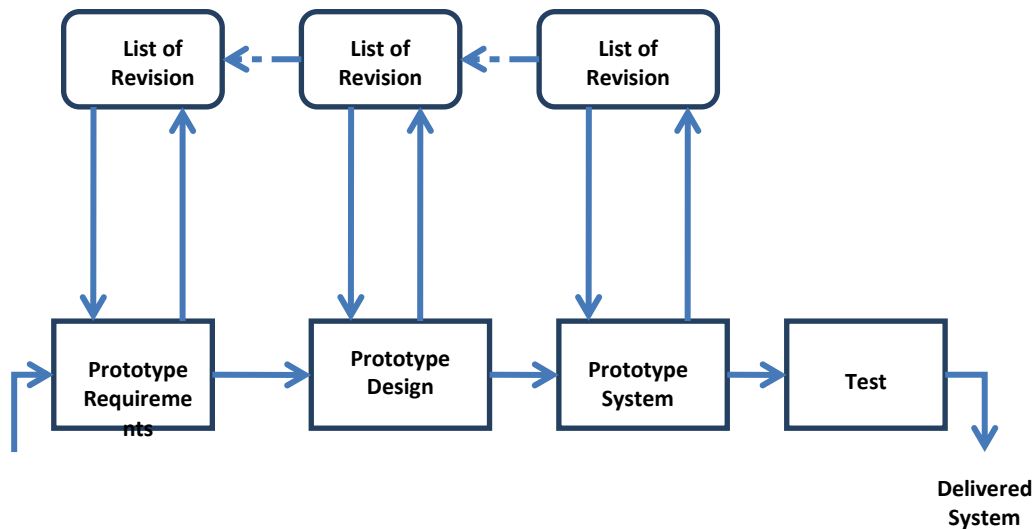 List of
Revision
List of
Revision
List of
Revision
Prototype
Requireme
nts
Prototype
Design
Prototype
System
Test
Delivered
System